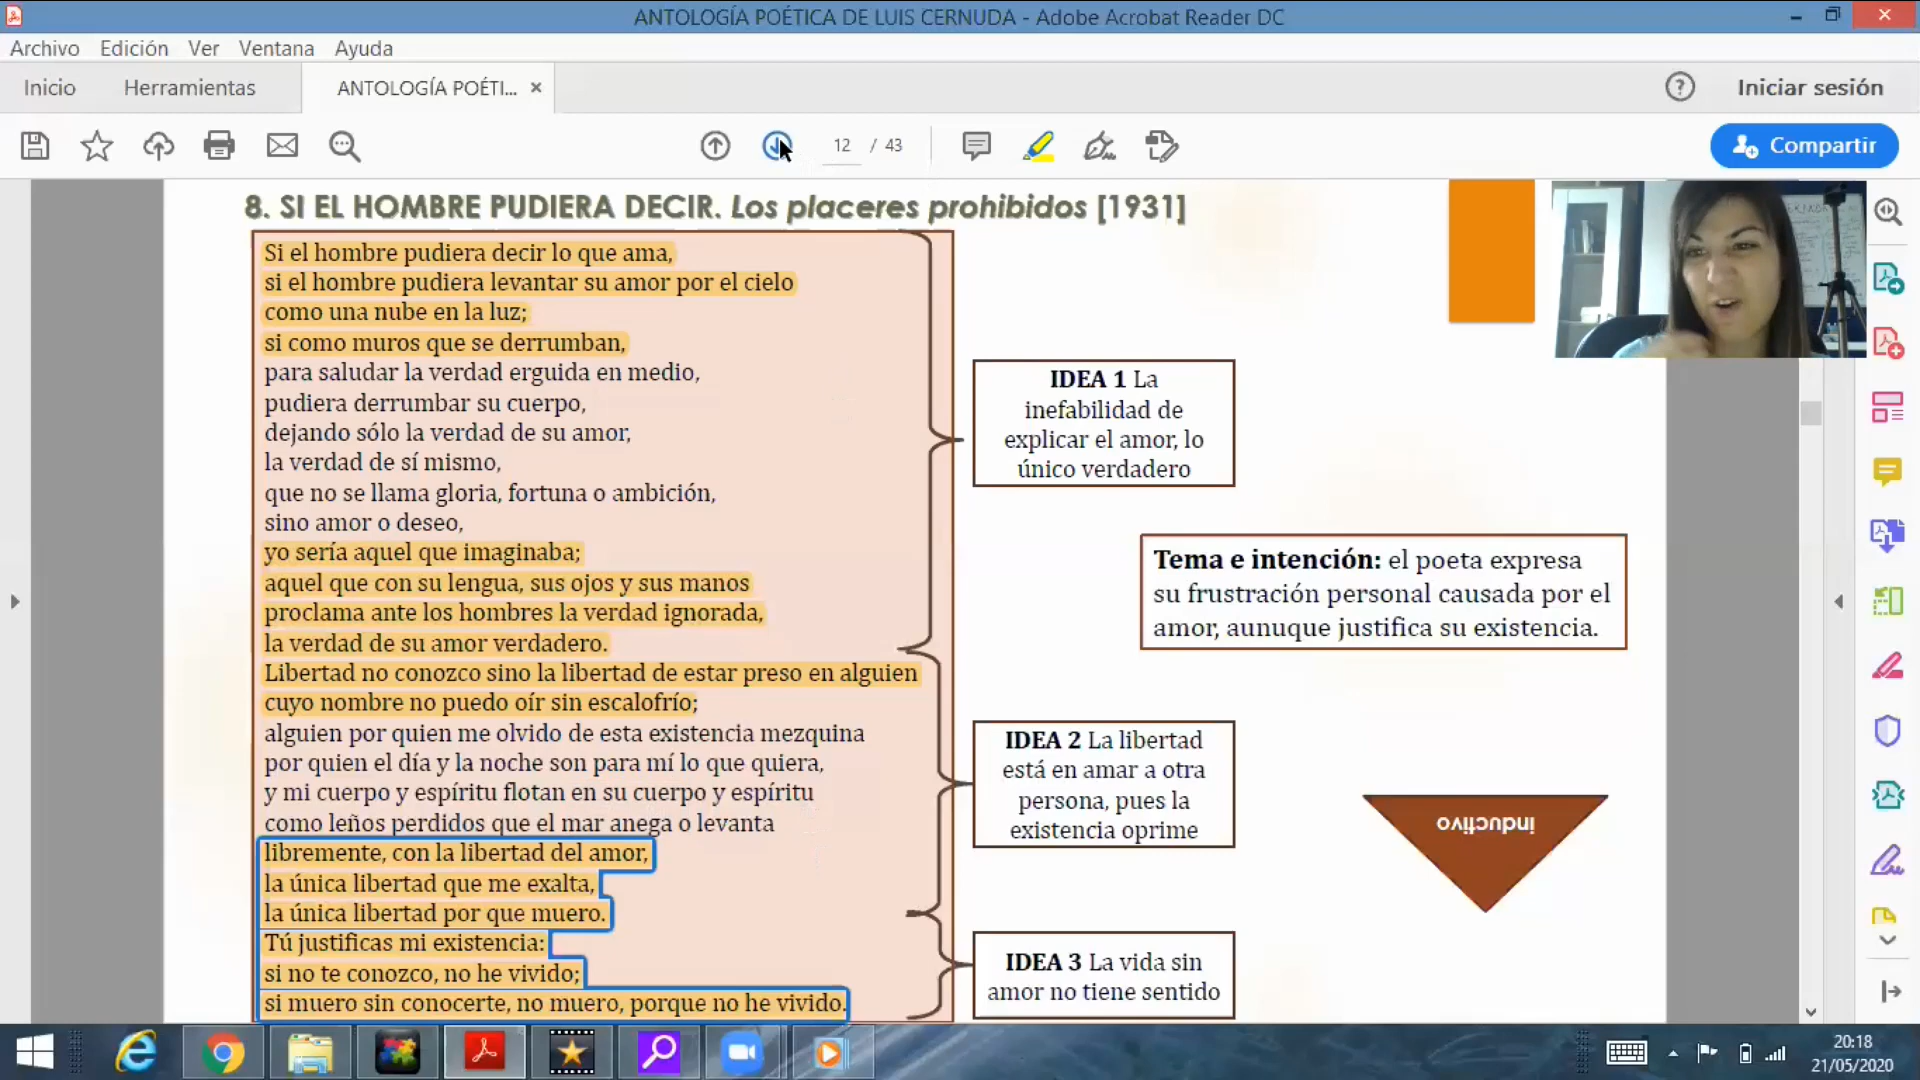 ANTOLOGÍA POÉTICA DE LUIS CERNUDA - Adobe Acrobat Reader DC
Archivo Edición Ver Ventana Ayuda
Inicio Herramientas ANTOLOGÍA POÉTI... × Iniciar sesión
12 / 43 Compartir
8. SI EL HOMBRE PUDIERA DECIR. Los placeres prohibidos [1931]
Si el hombre pudiera decir lo que ama,
si el hombre pudiera levantar su amor por el cielo
como una nube en la luz;
si como muros que se derrumban,
para saludar la verdad erguida en medio,
pudiera derrumbar su cuerpo,
dejando sólo la verdad de su amor,
la verdad de sí mismo,
que no se llama gloria, fortuna o ambición,
sino amor o deseo,
yo sería aquel que imaginaba;
aquel que con su lengua, sus ojos y sus manos
proclama ante los hombres la verdad ignorada,
la verdad de su amor verdadero.
Libertad no conozco sino la libertad de estar preso en alguien
cuyo nombre no puedo oír sin escalofrío;
alguien por quien me olvido de esta existencia mezquina
por quien el día y la noche son para mí lo que quiera,
y mi cuerpo y espíritu flotan en su cuerpo y espíritu
como leños perdidos que el mar anega o levanta
libremente, con la libertad del amor,
la única libertad que me exalta,
la única libertad por que muero.
Tú justificas mi existencia:
si no te conozco, no he vivido;
si muero sin conocerte, no muero, porque no he vivido.
IDEA 1 La
inefabilidad de
explicar el amor, lo
único verdadero
Tema e intención: el poeta expresa
su frustración personal causada por el
amor, aunuque justifica su existencia.
IDEA 2 La libertad
está en amar a otra
persona, pues la
existencia oprime
inductivo
IDEA 3 La vida sin
amor no tiene sentido
20:18
21/05/2020